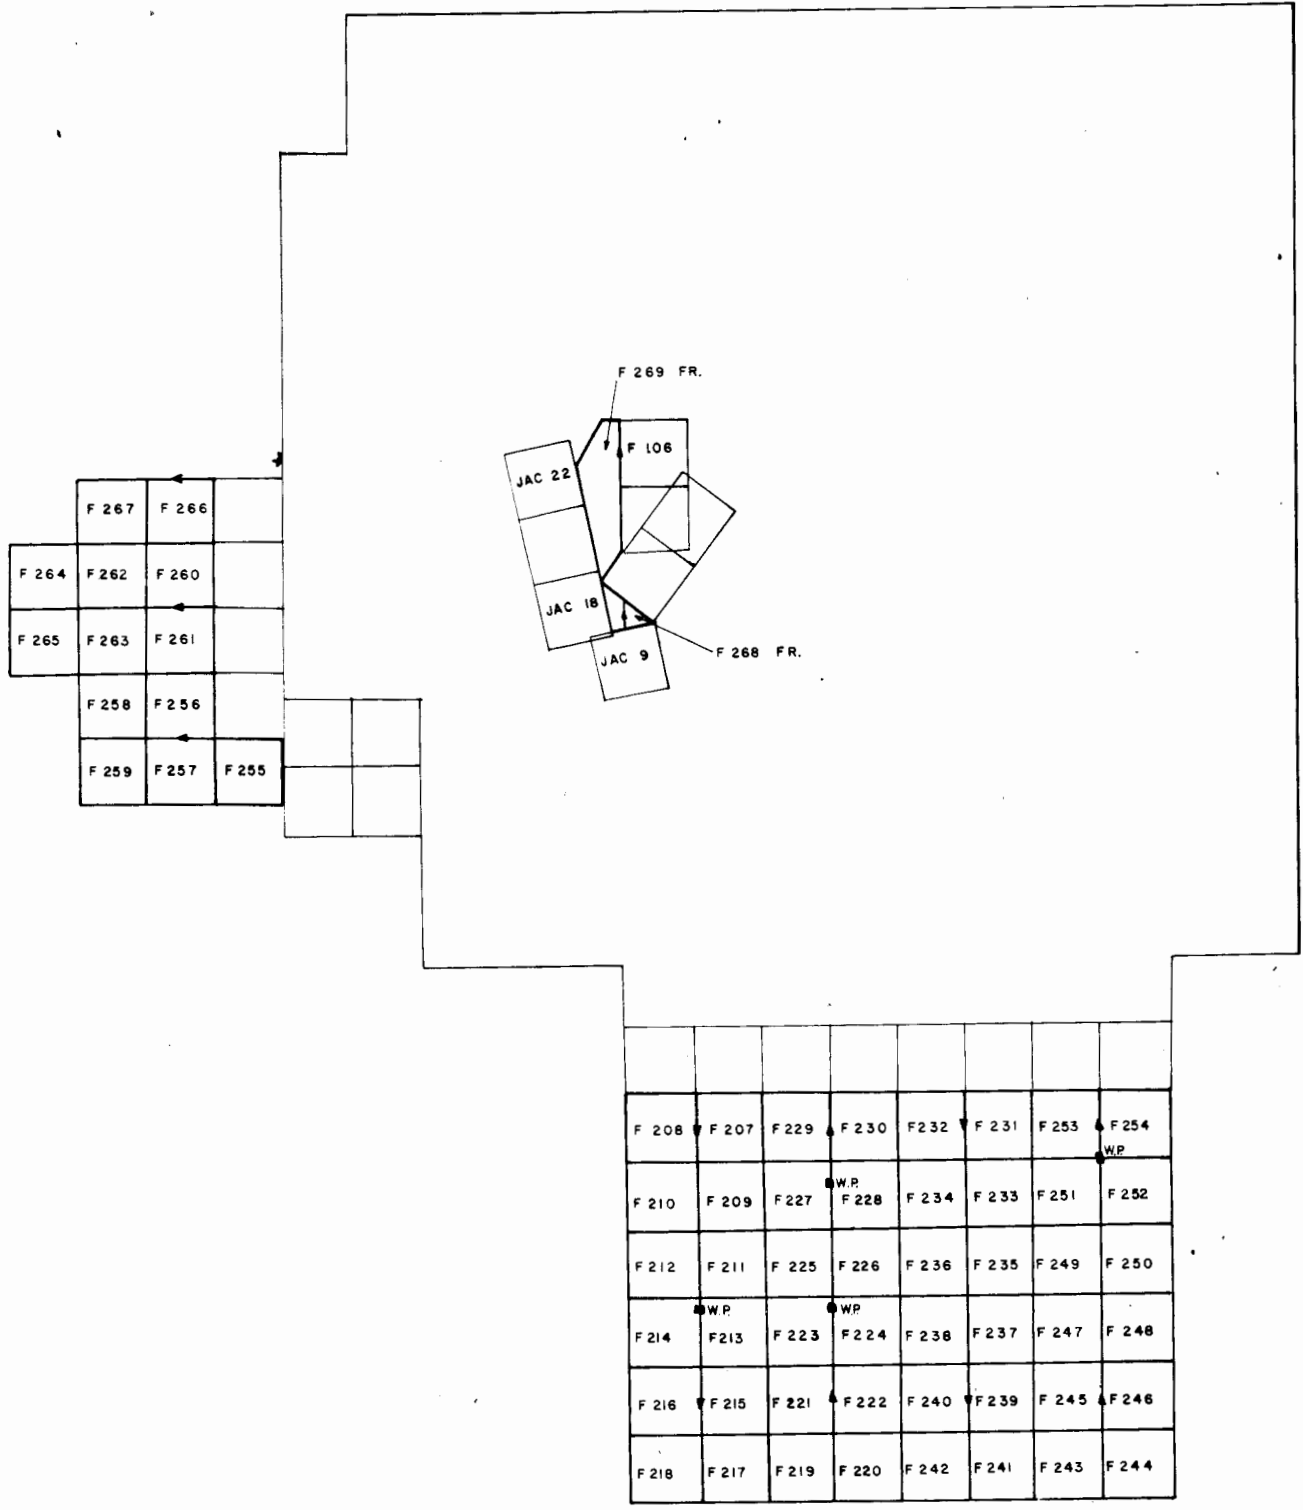 F 269 FR.
F 106
JAC 22
F 267 F 266
F 264 F 262 F 260
JAC 18
F 265 F 263 F 261
JAC 9
F 268 FR.
F 258 F 256
F 259 F 257 F 255
F 208 F 207 F 229 F 230 F 232 F 231 F 253 F 254
W.P.
W.P.
F 210 F 209 F 227 F 228 F 234 F 233 F 251 F 252
F 212 F 211 F 225 F 226 F 236 F 235 F 249 F 250
W.P. W.P.
F 214 F 213 F 223 F 224 F 238 F 237 F 247 F 248
F 216 F 215 F 221 F 222 F 240 F 239 F 245 F 246
F 218 F 217 F 219 F 220 F 242 F 241 F 243 F 244